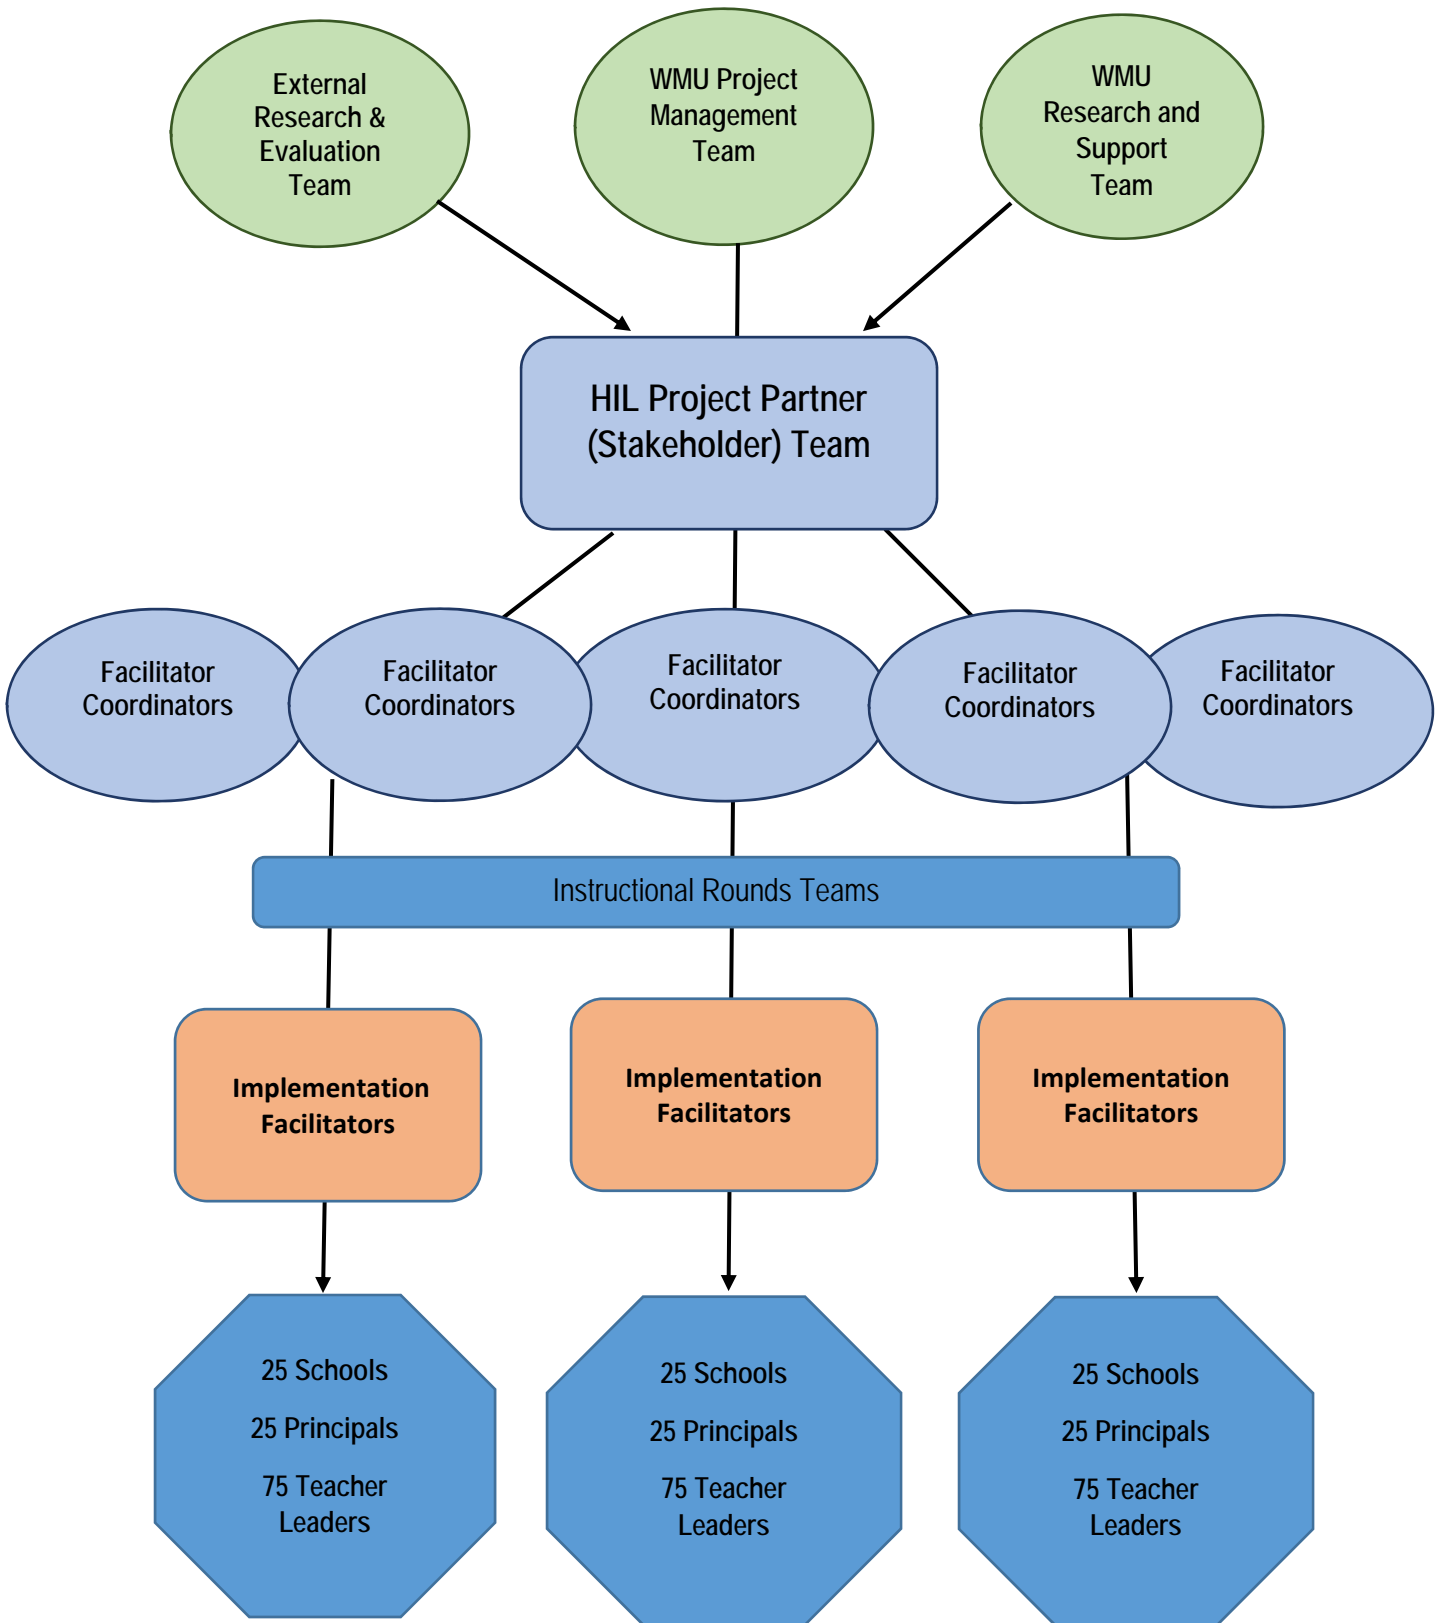 External
Research &
Evaluation
Team
WMU Project
Management
Team
WMU
Research and
Support
Team
HIL Project Partner
(Stakeholder) Team
Facilitator
Coordinators
Facilitator
Coordinators
Facilitator
Coordinators
Facilitator
Coordinators
Facilitator
Coordinators
Instructional Rounds Teams
Implementation
Facilitators
Implementation
Facilitators
Implementation
Facilitators
25 Schools
25 Principals
75 Teacher
Leaders
25 Schools
25 Principals
75 Teacher
Leaders
25 Schools
25 Principals
75 Teacher
Leaders